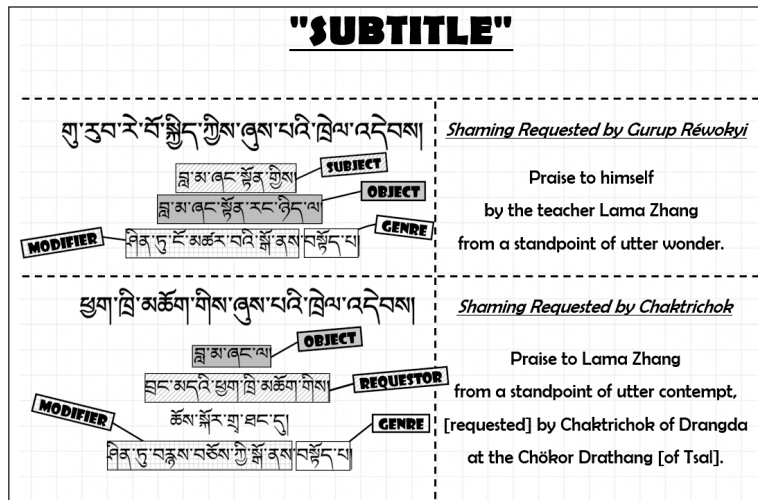 "SUBTITLE"
གུ་རུབ་རེ་བོ་སྐྱིད་ཀྱིས་ཞུས་པའི་ཁྲེལ་འདེབས།
SUBJECT
བླ་མ་ཞང་སྟོན་གྱིས།
OBJECT
བླ་མ་ཞང་སྟོན་རང་ཉིད་ལ
MODIFIER
GENRE
ཤིན་ཏུ་ངོ་མཚར་བའི་སྒོ་ནས་བསྟོད་པ།
Shaming Requested by Gurup Réwokyi
Praise to himself
by the teacher Lama Zhang
from a standpoint of utter wonder.
ཕྱག་ཁྲི་མཆོག་གིས་ཞུས་པའི་ཁྲེལ་འདེབས།
OBJECT
བླ་མ་ཞང་ལ།
བྲང་མདའི་ཕྱག་ཁྲི་མཆོག་གིས།
REQUESTOR
MODIFIER
ཆོས་སྐོར་གྲ་ཐང་དུ།
GENRE
ཤིན་ཏུ་བརྙས་བཅོས་ཀྱི་སྒོ་ནས་བསྟོད་པ།
Shaming Requested by Chaktrichok
Praise to Lama Zhang
from a standpoint of utter contempt,
[requested] by Chaktrichok of Drangda
at the Chökor Drathang [of Tsal].